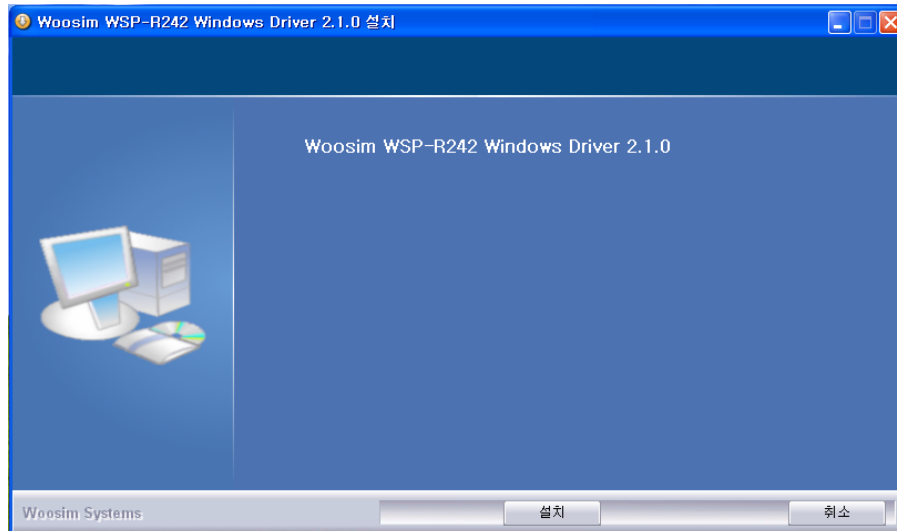 Woosim WSP-R242 Windows Driver 2.1.0 설치
Woosim WSP-R242 Windows Driver 2.1.0
Woosim Systems
설치
취소